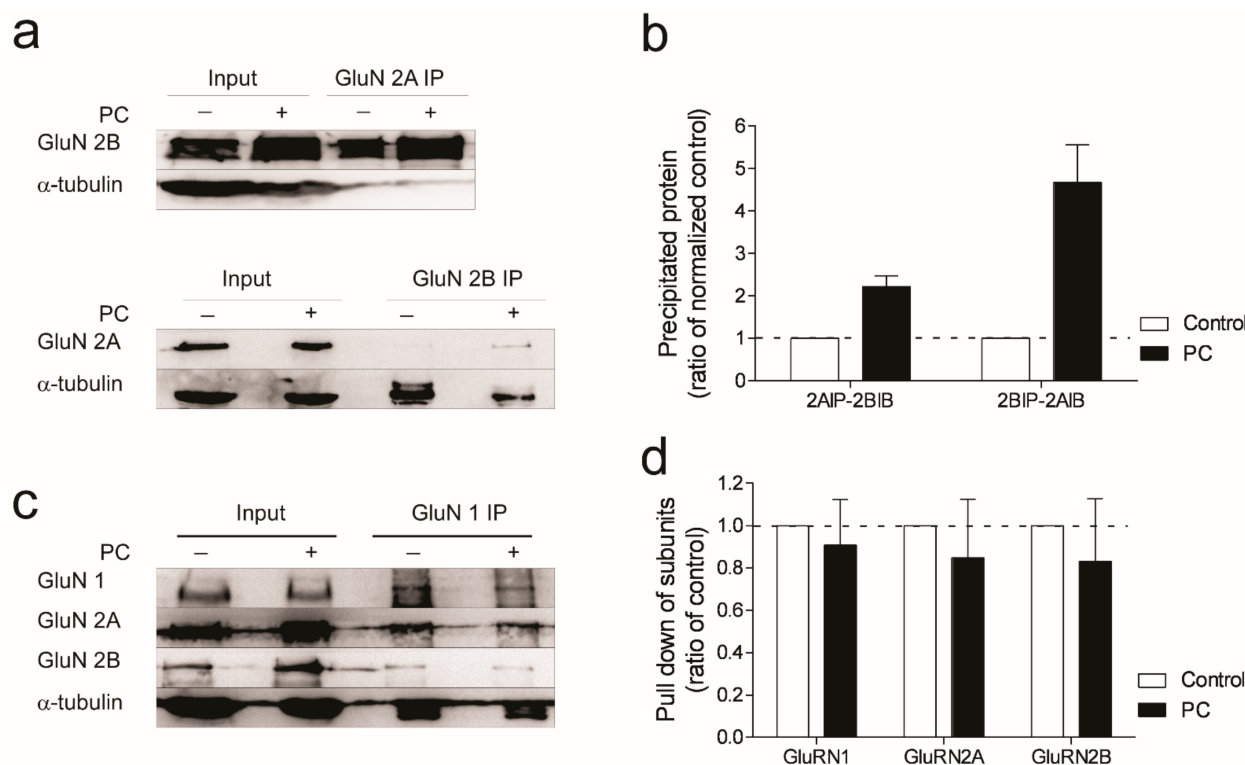 a
Input GluN 2A IP
PC – + – +
GluN 2B
α-tubulin
Input GluN 2B IP
PC – + – +
GluN 2A
α-tubulin
b
Precipitated protein
(ratio of normalized control)
6
5
4
3
2
1
0
2AIP-2BIB 2BIP-2AIB
Control
PC
c
Input GluN 1 IP
PC – + – +
GluN 1
GluN 2A
GluN 2B
α-tubulin
d
Pull down of subunits
(ratio of control)
1.2
1.0
0.8
0.6
0.4
0.2
0.0
GluRN1 GluRN2A GluRN2B
Control
PC